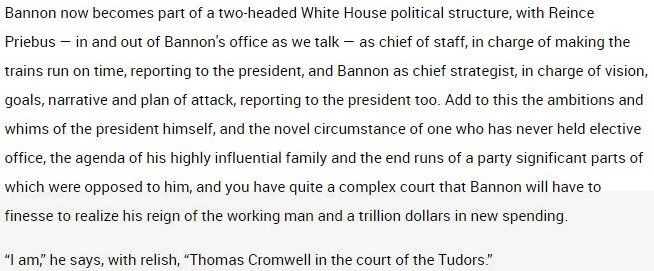 Bannon now becomes part of a two-headed White House political structure, with Reince
Priebus — in and out of Bannon's office as we talk — as chief of staff, in charge of making the
trains run on time, reporting to the president, and Bannon as chief strategist, in charge of vision,
goals, narrative and plan of attack, reporting to the president too. Add to this the ambitions and
whims of the president himself, and the novel circumstance of one who has never held elective
office, the agenda of his highly influential family and the end runs of a party significant parts of
which were opposed to him, and you have quite a complex court that Bannon will have to
finesse to realize his reign of the working man and a trillion dollars in new spending.
“I am,” he says, with relish, “Thomas Cromwell in the court of the Tudors.”